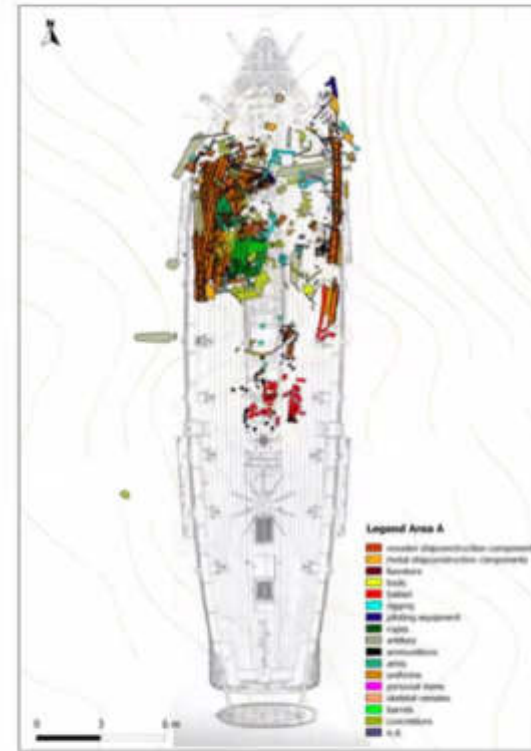 N
Legend Area A
wooden shipconstruction component
metal shipconstruction components
furniture
tools
ballast
rigging
piloting equipment
ropes
artillery
ammunitions
arms
uniforms
personal items
skeletal remains
barrels
concretions
0 3 6 m